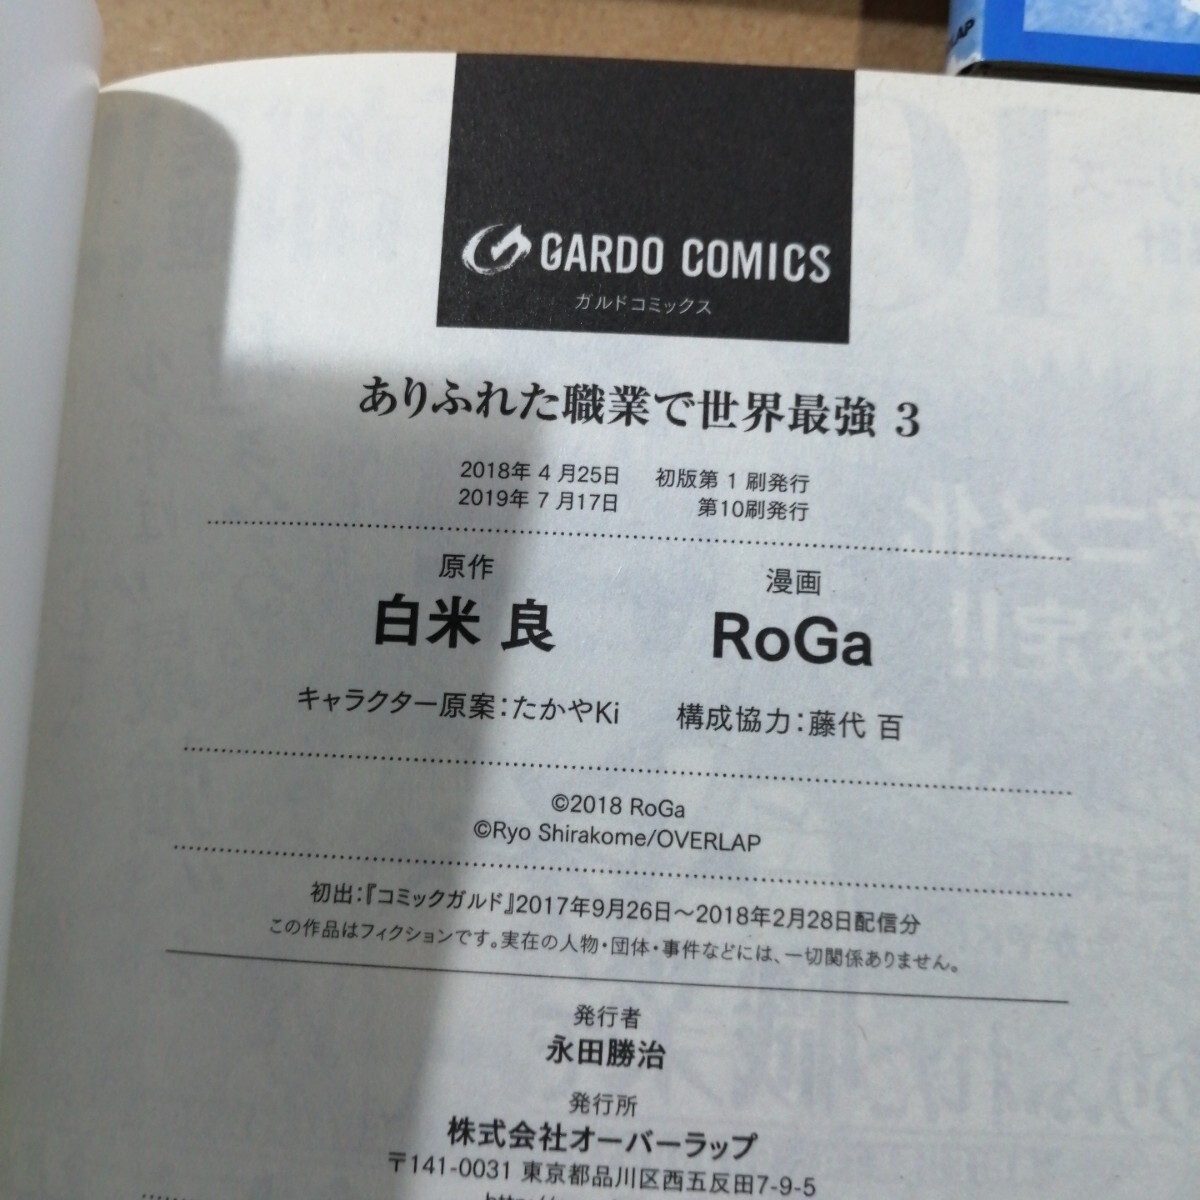 LAP
GARDO COMICS
ガルドコミックス
ありふれた職業で世界最強 3
2018年 4 月25日 初版第 1 刷発行
2019年 7 月17日 第10刷発行
原作
白米 良
漫画
RoGa
キャラクター原案：たかやKi 構成協力：藤代 百
©2018 RoGa
©Ryo Shirakome/OVERLAP
初出：『コミックガルド』2017年9月26日～2018年2月28日配信分
この作品はフィクションです。実在の人物・団体・事件などには、一切関係ありません。
発行者
永田勝治
発行所
株式会社オーバーラップ
〒141-0031 東京都品川区西五反田7-9-5